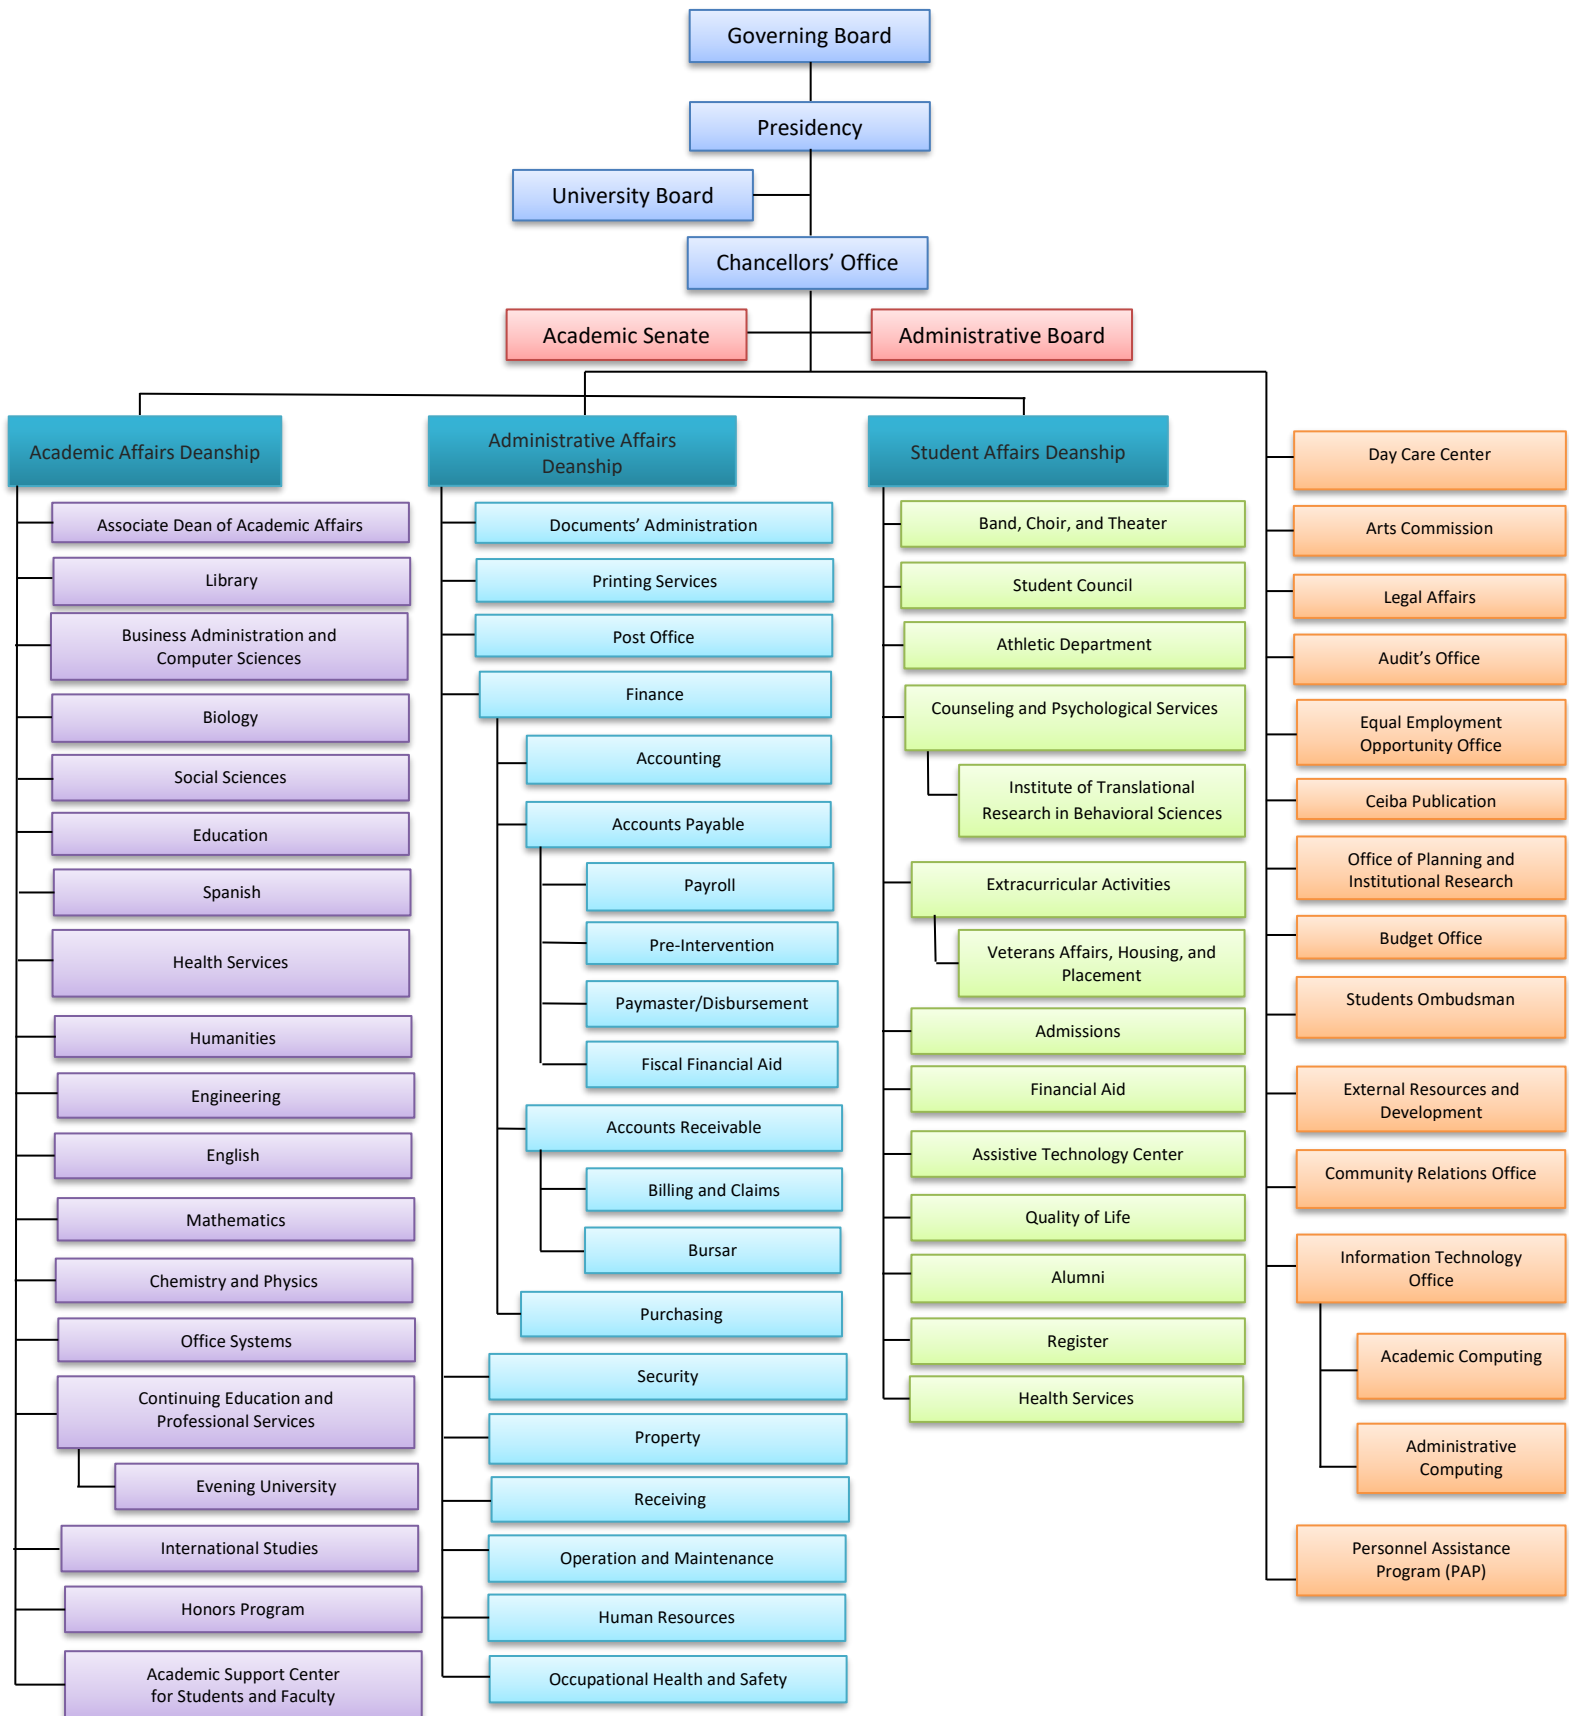 Governing Board
Presidency
University Board
Chancellors’ Office
Academic Senate
Administrative Board
Academic Affairs Deanship
Associate Dean of Academic Affairs
Library
Business Administration and
Computer Sciences
Biology
Social Sciences
Education
Spanish
Health Services
Humanities
Engineering
English
Mathematics
Chemistry and Physics
Office Systems
Continuing Education and
Professional Services
Evening University
International Studies
Honors Program
Academic Support Center
for Students and Faculty
Administrative Affairs
Deanship
Documents’ Administration
Printing Services
Post Office
Finance
Accounting
Accounts Payable
Payroll
Pre-Intervention
Paymaster/Disbursement
Fiscal Financial Aid
Accounts Receivable
Billing and Claims
Bursar
Purchasing
Security
Property
Receiving
Operation and Maintenance
Human Resources
Occupational Health and Safety
Student Affairs Deanship
Band, Choir, and Theater
Student Council
Athletic Department
Counseling and Psychological Services
Institute of Translational
Research in Behavioral Sciences
Extracurricular Activities
Veterans Affairs, Housing, and
Placement
Admissions
Financial Aid
Assistive Technology Center
Quality of Life
Alumni
Register
Health Services
Day Care Center
Arts Commission
Legal Affairs
Audit’s Office
Equal Employment
Opportunity Office
Ceiba Publication
Office of Planning and
Institutional Research
Budget Office
Students Ombudsman
External Resources and
Development
Community Relations Office
Information Technology
Office
Academic Computing
Administrative
Computing
Personnel Assistance
Program (PAP)